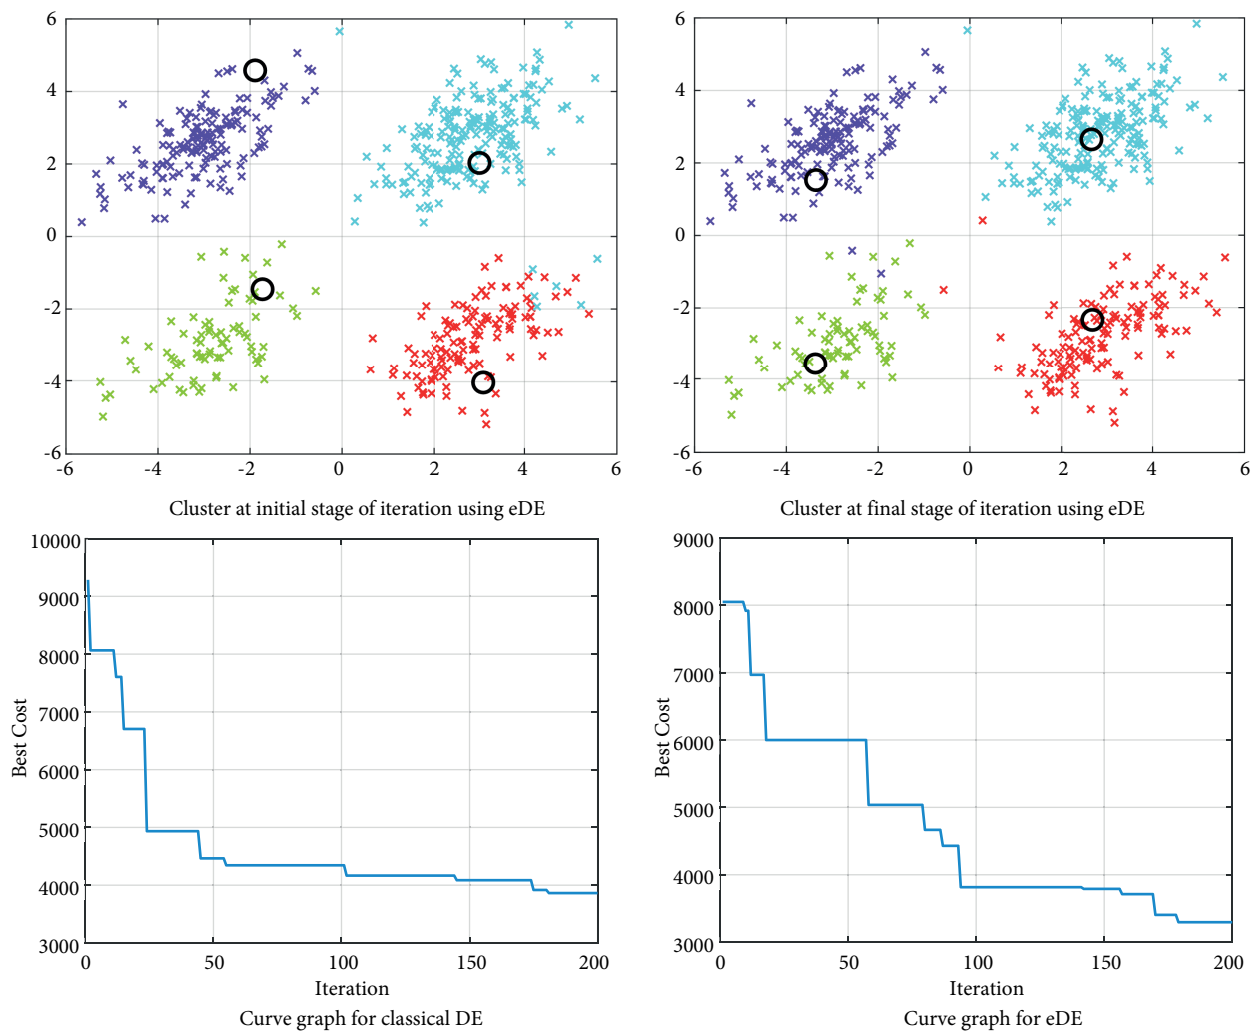 6
4
2
0
-2
-4
-6
-6 -4 -2 0 2 4 6
Cluster at initial stage of iteration using eDE
6
4
2
0
-2
-4
-6
-6 -4 -2 0 2 4 6
Cluster at final stage of iteration using eDE
10000
9000
8000
7000
6000
5000
4000
3000
Best Cost
0 50 100 150 200
Iteration
Curve graph for classical DE
9000
8000
7000
6000
5000
4000
3000
Best Cost
0 50 100 150 200
Iteration
Curve graph for eDE